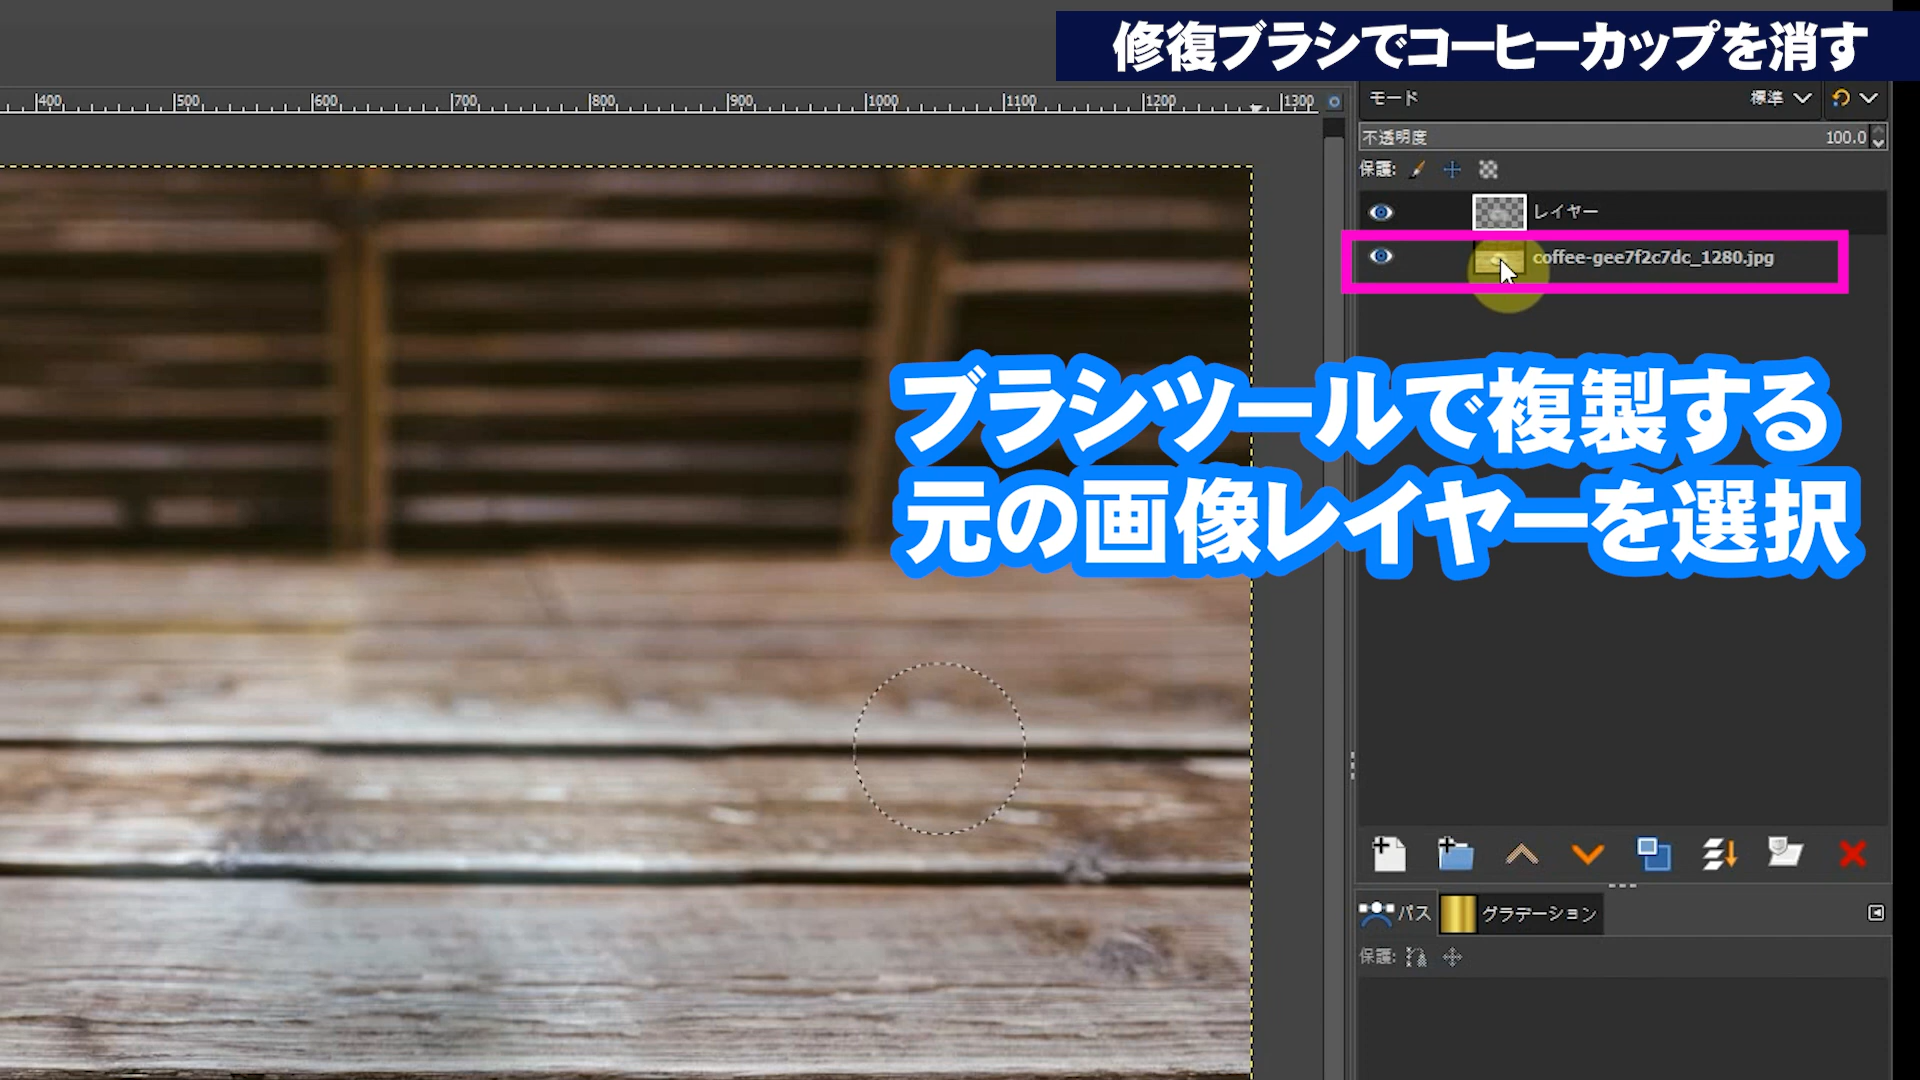 修復ブラシでコーヒーカップを消す
400 500 600 700 800 900 1000 1100 1200 1300
モード 標準
不透明度 100.0
保護:
レイヤー
coffee-gee7f2c7dc_1280.jpg
ブラシツールで複製する
元の画像レイヤーを選択
パス グラデーション
保護: